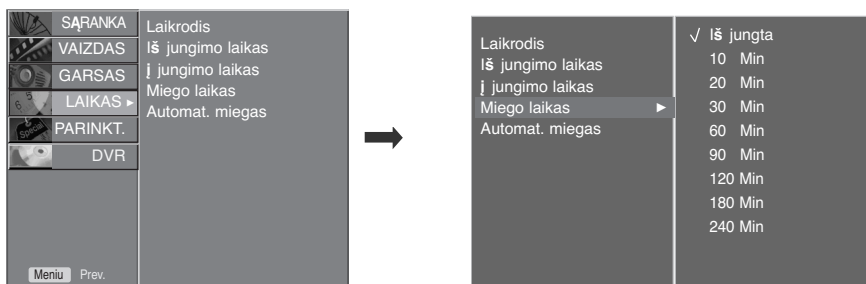 SĄRANKA
VAIZDAS
GARSAS
LAIKAS
PARINKT.
DVR
Meniu Prev.
Laikrodis
Iš jungimo laikas
į jungimo laikas
Miego laikas
Automat. miegas
Laikrodis
Iš jungimo laikas
į jungimo laikas
Miego laikas
Automat. miegas
√ Iš jungta
10 Min
20 Min
30 Min
60 Min
90 Min
120 Min
180 Min
240 Min
Special